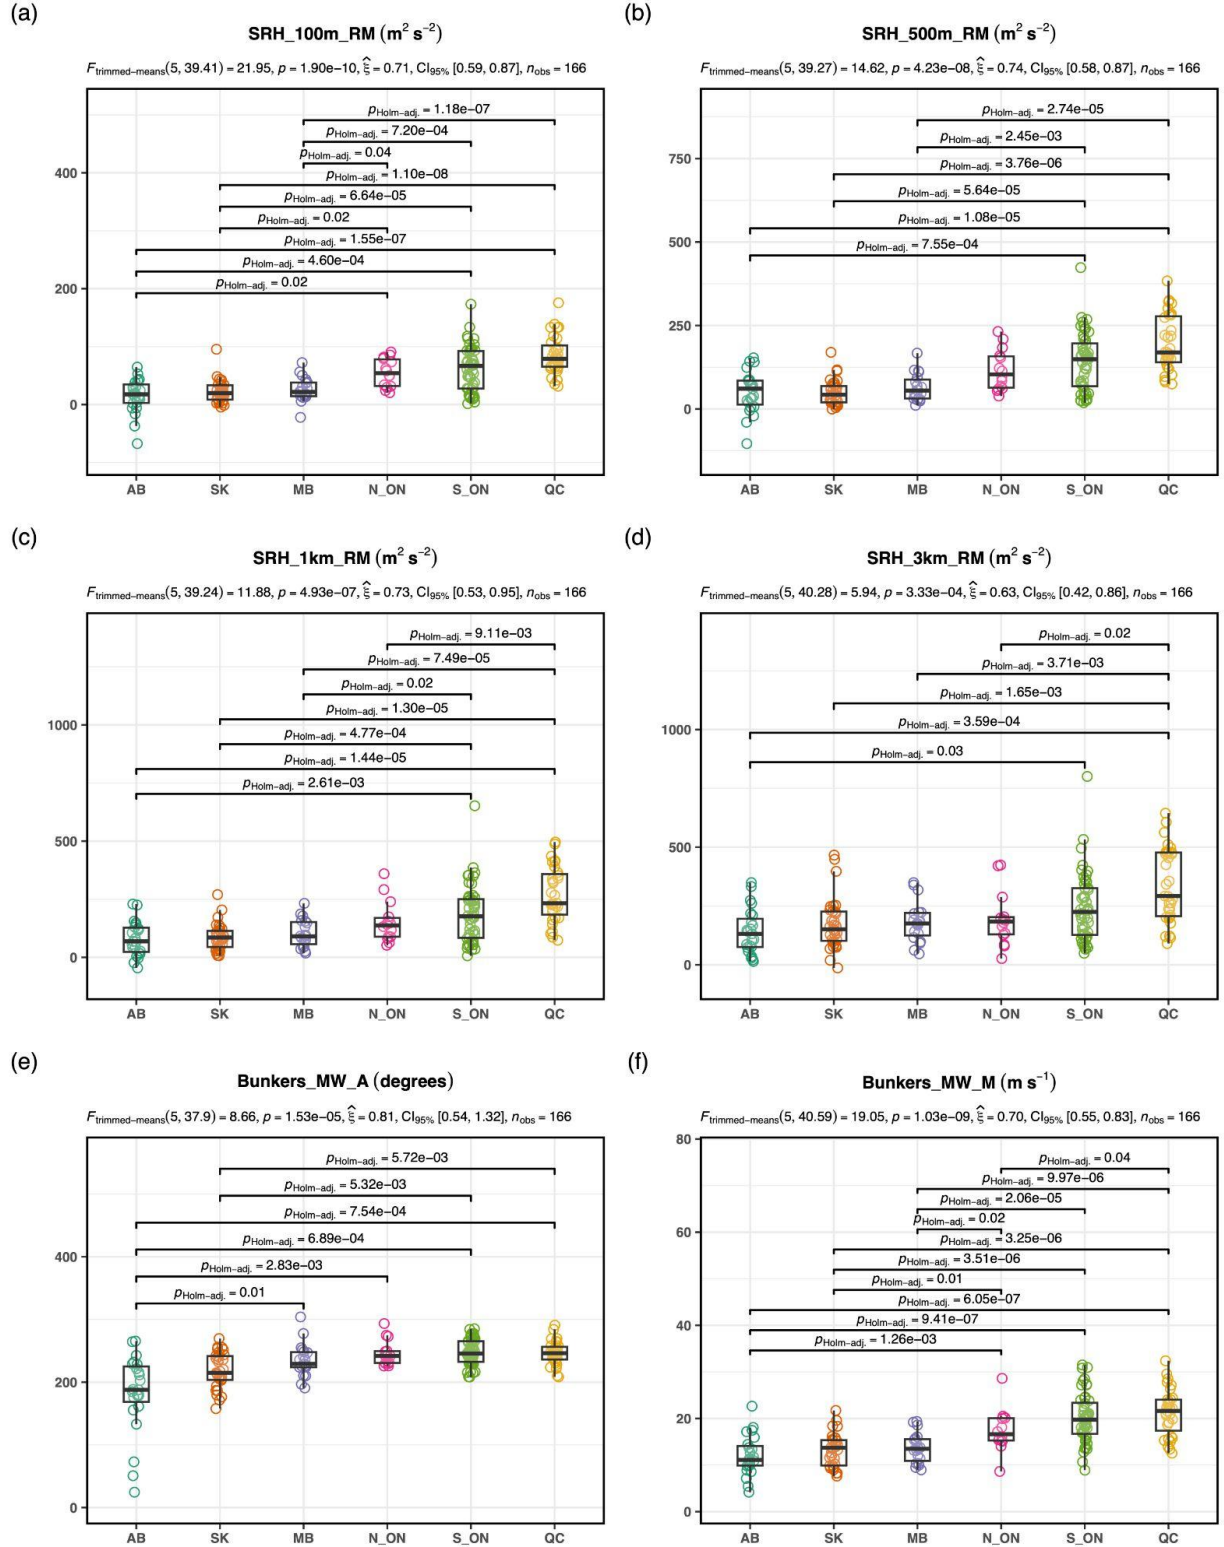 (a)
SRH_100m_RM (m² s⁻²)
F_trimmed−means(5, 39.41) = 21.95, p = 1.90e−10, ξ̂ = 0.71, CI_95% [0.59, 0.87], n_obs = 166
p_Holm−adj. = 1.18e−07
p_Holm−adj. = 7.20e−04
p_Holm−adj. = 0.04
p_Holm−adj. = 1.10e−08
p_Holm−adj. = 6.64e−05
p_Holm−adj. = 0.02
p_Holm−adj. = 1.55e−07
p_Holm−adj. = 4.60e−04
p_Holm−adj. = 0.02
400
200
0
AB SK MB N_ON S_ON QC
(b)
SRH_500m_RM (m² s⁻²)
F_trimmed−means(5, 39.27) = 14.62, p = 4.23e−08, ξ̂ = 0.74, CI_95% [0.58, 0.87], n_obs = 166
p_Holm−adj. = 2.74e−05
p_Holm−adj. = 2.45e−03
p_Holm−adj. = 3.76e−06
p_Holm−adj. = 5.64e−05
p_Holm−adj. = 1.08e−05
p_Holm−adj. = 7.55e−04
750
500
250
0
AB SK MB N_ON S_ON QC
(c)
SRH_1km_RM (m² s⁻²)
F_trimmed−means(5, 39.24) = 11.88, p = 4.93e−07, ξ̂ = 0.73, CI_95% [0.53, 0.95], n_obs = 166
p_Holm−adj. = 9.11e−03
p_Holm−adj. = 7.49e−05
p_Holm−adj. = 0.02
p_Holm−adj. = 1.30e−05
p_Holm−adj. = 4.77e−04
p_Holm−adj. = 1.44e−05
p_Holm−adj. = 2.61e−03
1000
500
0
AB SK MB N_ON S_ON QC
(d)
SRH_3km_RM (m² s⁻²)
F_trimmed−means(5, 40.28) = 5.94, p = 3.33e−04, ξ̂ = 0.63, CI_95% [0.42, 0.86], n_obs = 166
p_Holm−adj. = 0.02
p_Holm−adj. = 3.71e−03
p_Holm−adj. = 1.65e−03
p_Holm−adj. = 3.59e−04
p_Holm−adj. = 0.03
1000
500
0
AB SK MB N_ON S_ON QC
(e)
Bunkers_MW_A (degrees)
F_trimmed−means(5, 37.9) = 8.66, p = 1.53e−05, ξ̂ = 0.81, CI_95% [0.54, 1.32], n_obs = 166
p_Holm−adj. = 5.72e−03
p_Holm−adj. = 5.32e−03
p_Holm−adj. = 7.54e−04
p_Holm−adj. = 6.89e−04
p_Holm−adj. = 2.83e−03
p_Holm−adj. = 0.01
400
200
0
AB SK MB N_ON S_ON QC
(f)
Bunkers_MW_M (m s⁻¹)
F_trimmed−means(5, 40.59) = 19.05, p = 1.03e−09, ξ̂ = 0.70, CI_95% [0.55, 0.83], n_obs = 166
p_Holm−adj. = 0.04
p_Holm−adj. = 9.97e−06
p_Holm−adj. = 2.06e−05
p_Holm−adj. = 0.02
p_Holm−adj. = 3.25e−06
p_Holm−adj. = 3.51e−06
p_Holm−adj. = 0.01
p_Holm−adj. = 6.05e−07
p_Holm−adj. = 9.41e−07
p_Holm−adj. = 1.26e−03
80
60
40
20
0
AB SK MB N_ON S_ON QC